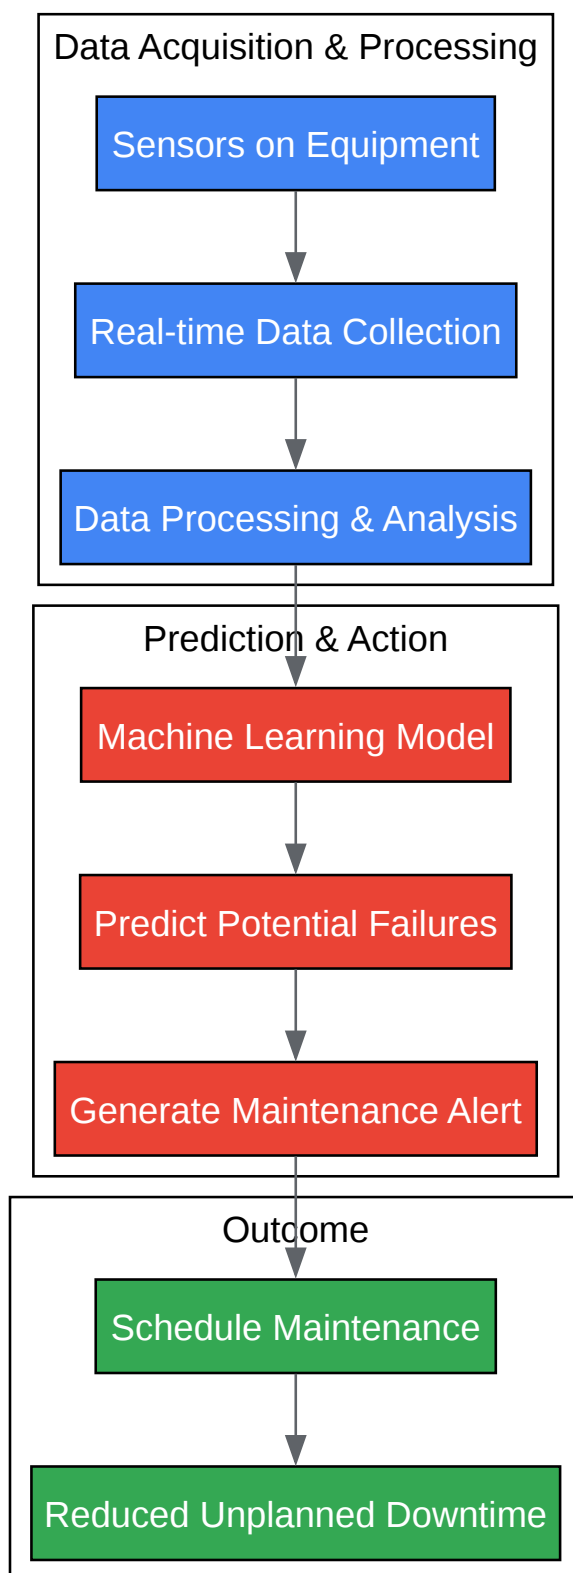 Data Acquisition & Processing
Sensors on Equipment
Real-time Data Collection
Data Processing & Analysis
Prediction & Action
Machine Learning Model
Predict Potential Failures
Generate Maintenance Alert
Outcome
Schedule Maintenance
Reduced Unplanned Downtime